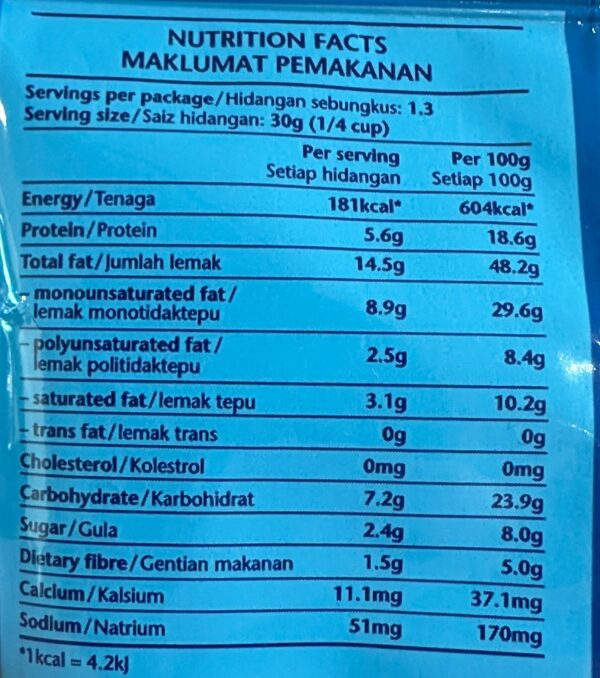 NUTRITION FACTS
MAKLUMAT PEMAKANAN
Servings per package/Hidangan sebungkus: 1.3
Serving size/Saiz hidangan: 30g (1/4 cup)
Per serving Per 100g
Setiap hidangan Setiap 100g
Energy/Tenaga 181kcal* 604kcal*
Protein/Protein 5.6g 18.6g
Total fat/Jumlah lemak 14.5g 48.2g
- monounsaturated fat/
lemak monotidaktepu 8.9g 29.6g
- polyunsaturated fat/
lemak politidaktepu 2.5g 8.4g
- saturated fat/lemak tepu 3.1g 10.2g
- trans fat/lemak trans 0g 0g
Cholesterol/Kolestrol 0mg 0mg
Carbohydrate/Karbohidrat 7.2g 23.9g
Sugar/Gula 2.4g 8.0g
Dietary fibre/Gentian makanan 1.5g 5.0g
Calcium/Kalsium 11.1mg 37.1mg
Sodium/Natrium 51mg 170mg
*1kcal = 4.2kJ